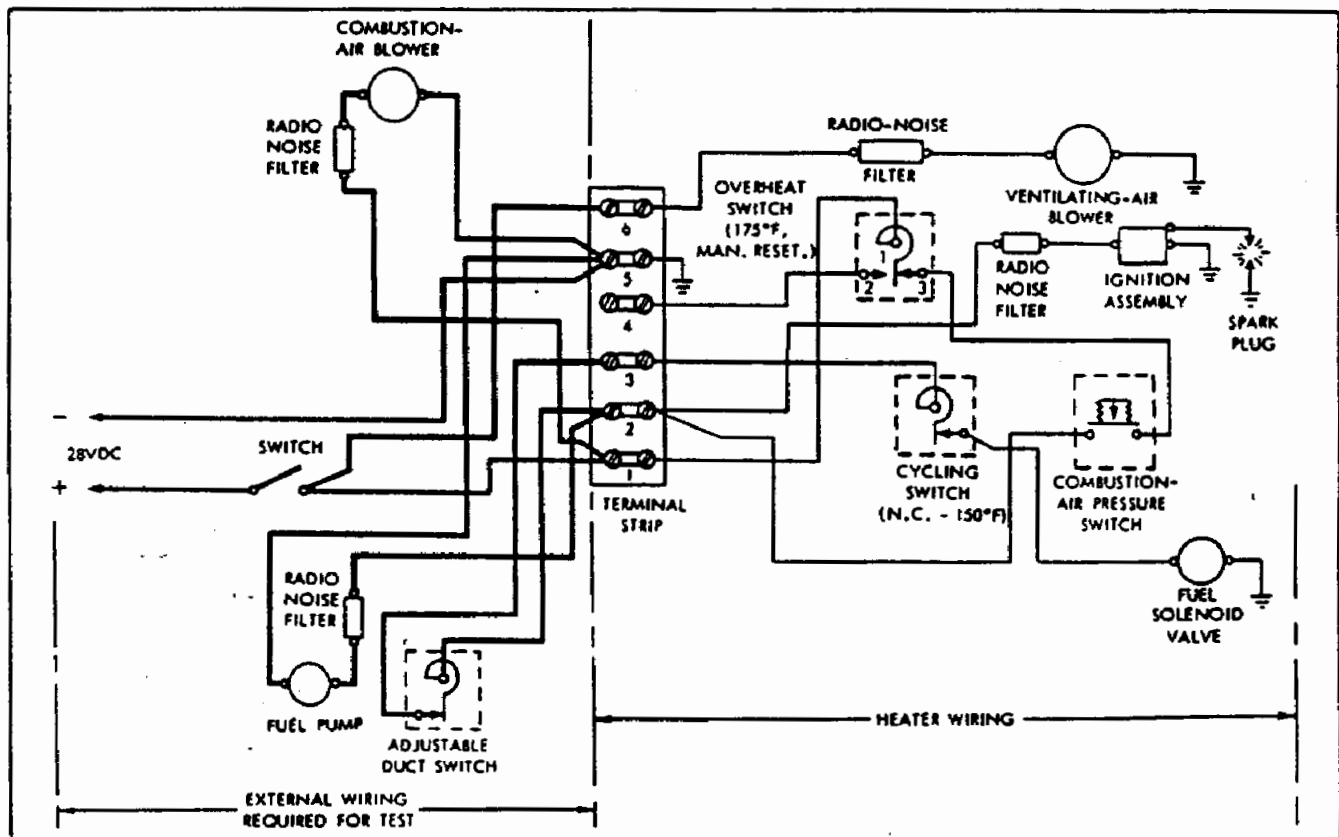 COMBUSTION-
AIR BLOWER
RADIO
NOISE
FILTER
RADIO-NOISE
FILTER
OVERHEAT
SWITCH
(175°F,
MAN. RESET.)
VENTILATING-AIR
BLOWER
1
2
3
RADIO
NOISE
FILTER
IGNITION
ASSEMBLY
SPARK
PLUG
6
5
4
3
2
1
TERMINAL
STRIP
-
28VDC
+
SWITCH
CYCLING
SWITCH
(N.C. - 150°F)
COMBUSTION-
AIR PRESSURE
SWITCH
RADIO
NOISE
FILTER
FUEL PUMP
ADJUSTABLE
DUCT SWITCH
FUEL
SOLENOID
VALVE
HEATER WIRING
EXTERNAL WIRING
REQUIRED FOR TEST